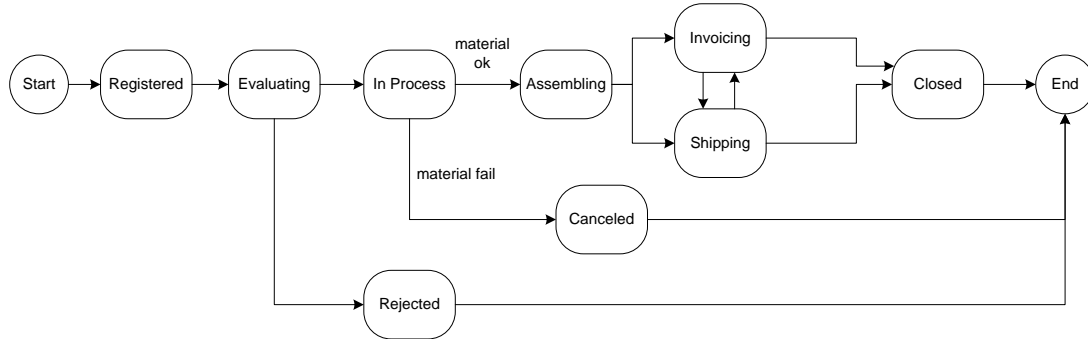 Start
Registered
Evaluating
In Process
material
ok
Assembling
Invoicing
Shipping
Closed
End
material fail
Canceled
Rejected